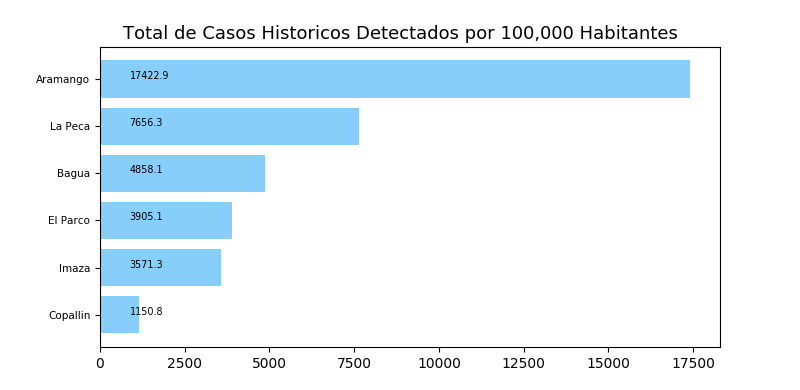 Total de Casos Historicos Detectados por 100,000 Habitantes
Aramango 17422.9
La Peca 7656.3
Bagua 4858.1
El Parco 3905.1
Imaza 3571.3
Copallin 1150.8
0 2500 5000 7500 10000 12500 15000 17500